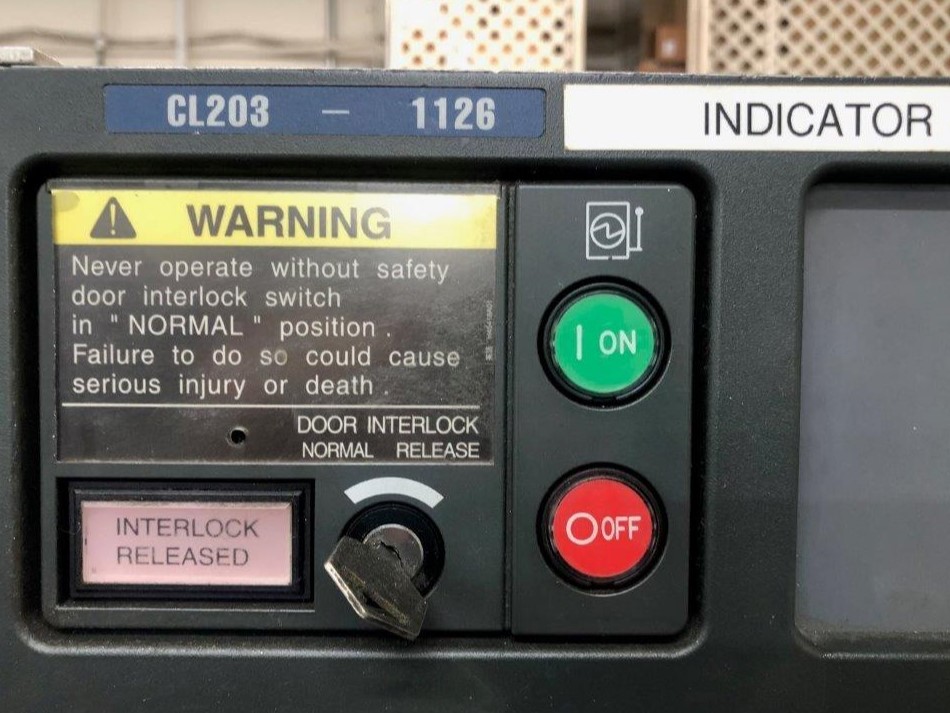 CL203 — 1126
INDICATOR
WARNING
Never operate without safety
door interlock switch
in "NORMAL" position.
Failure to do so could cause
serious injury or death.
DOOR INTERLOCK
NORMAL RELEASE
INTERLOCK
RELEASED
I ON
O OFF